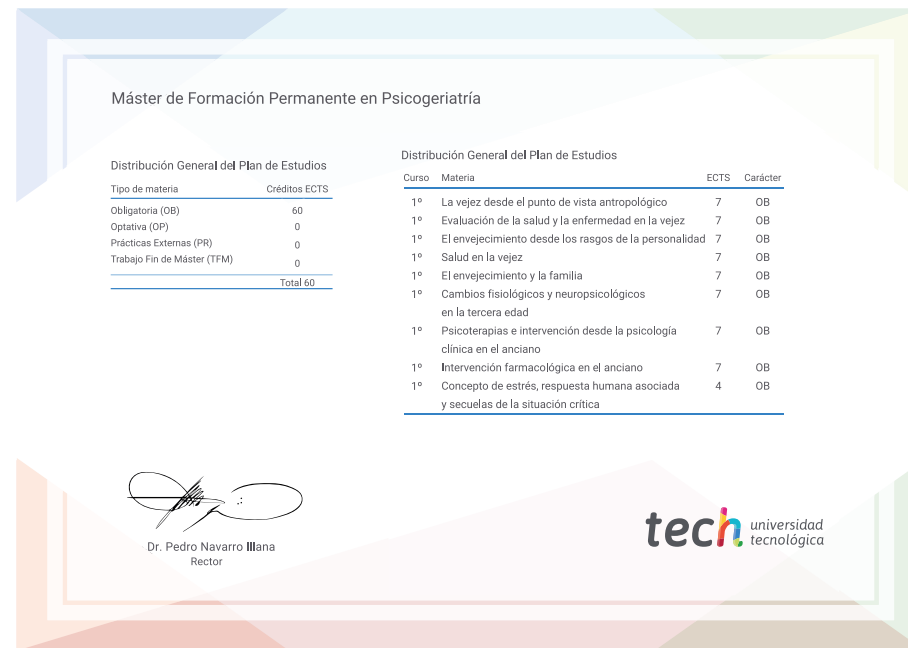 Máster de Formación Permanente en Psicogeriatría
Distribución General del Plan de Estudios
Tipo de materia Créditos ECTS
Obligatoria (OB) 60
Optativa (OP) 0
Prácticas Externas (PR) 0
Trabajo Fin de Máster (TFM) 0
Total 60
Distribución General del Plan de Estudios
Curso Materia ECTS Carácter
1º La vejez desde el punto de vista antropológico 7 OB
1º Evaluación de la salud y la enfermedad en la vejez 7 OB
1º El envejecimiento desde los rasgos de la personalidad 7 OB
1º Salud en la vejez 7 OB
1º El envejecimiento y la familia 7 OB
1º Cambios fisiológicos y neuropsicológicos 7 OB
en la tercera edad
1º Psicoterapias e intervención desde la psicología 7 OB
clínica en el anciano
1º Intervención farmacológica en el anciano 7 OB
1º Concepto de estrés, respuesta humana asociada 4 OB
y secuelas de la situación crítica
Dr. Pedro Navarro Illana
Rector
tech universidad
tecnológica